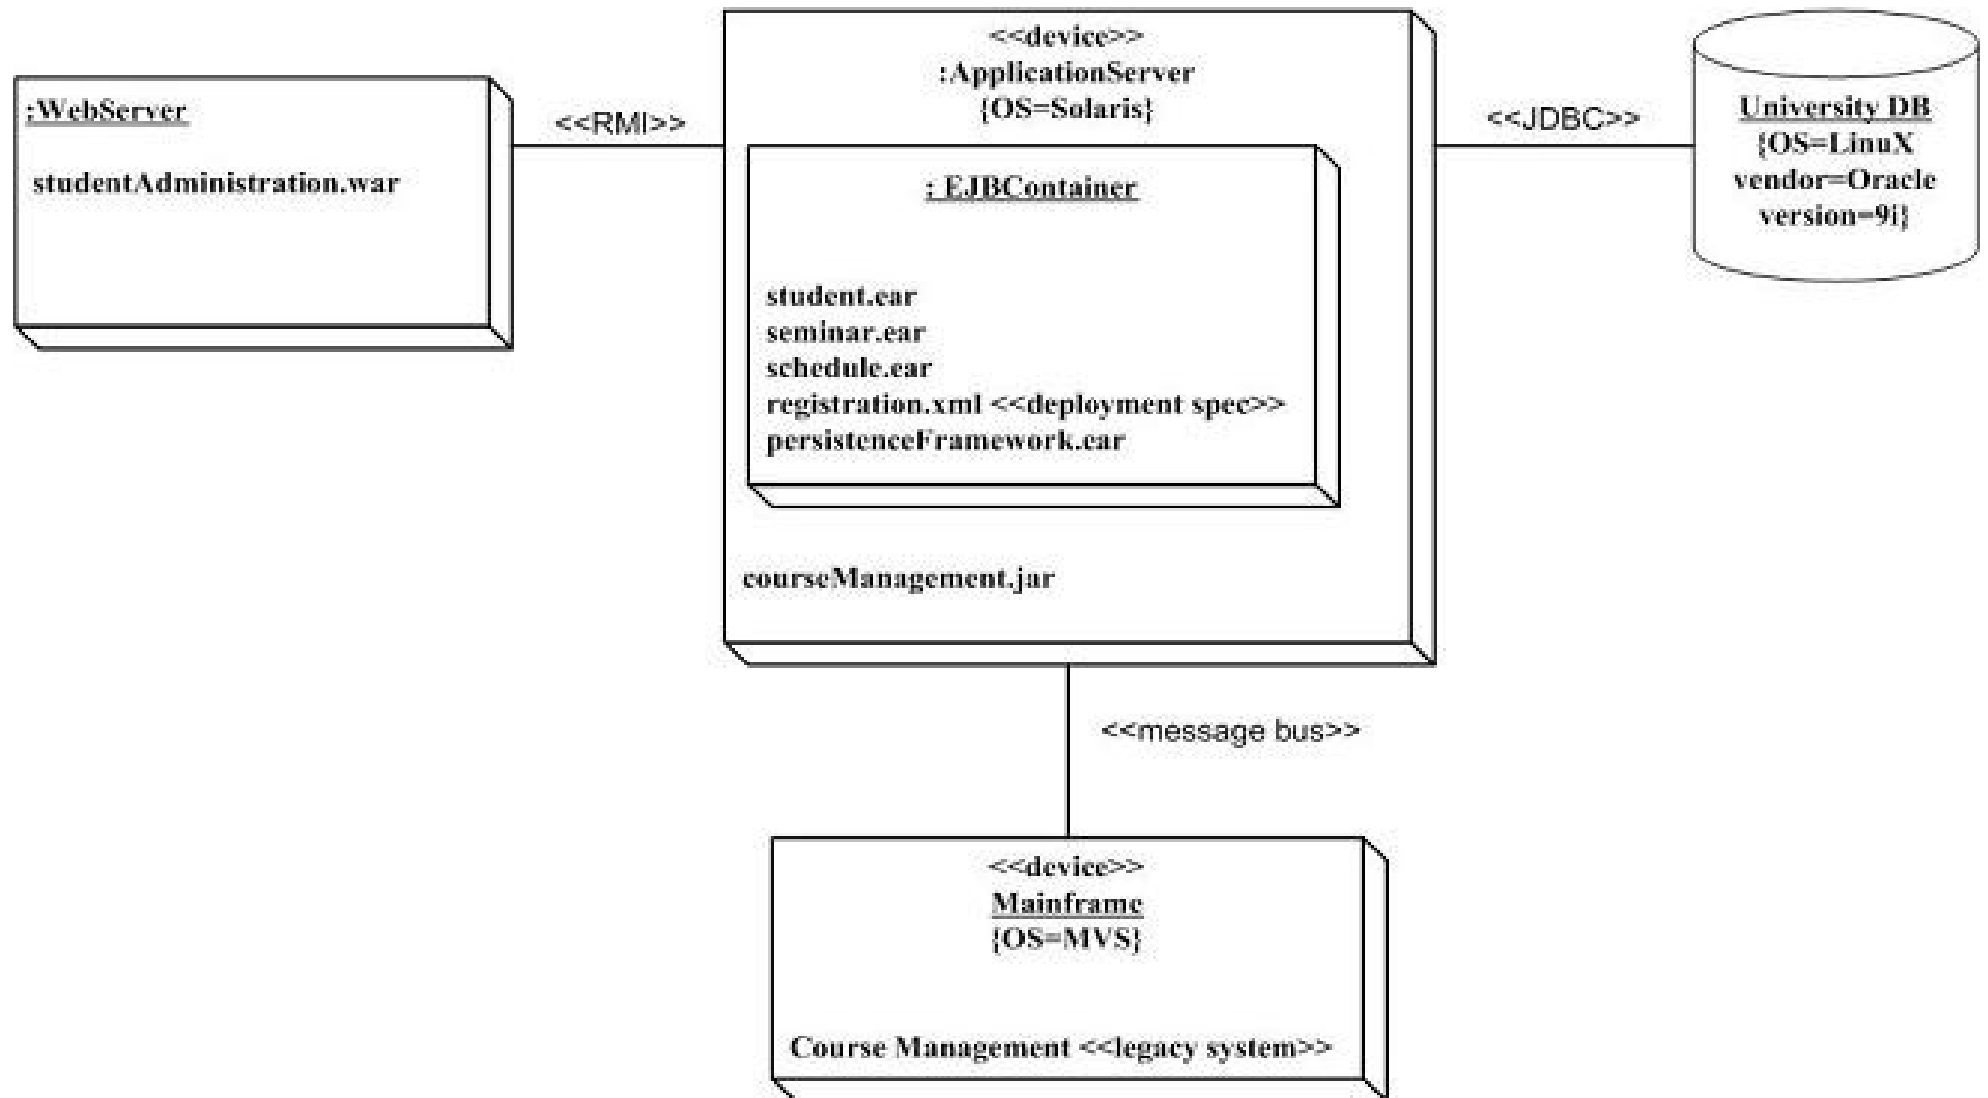 :WebServer
studentAdministration.war
<<RMI>>
<<device>>
:ApplicationServer
{OS=Solaris}
: EJBContainer
student.ear
seminar.ear
schedule.ear
registration.xml <<deployment spec>>
persistenceFramework.ear
courseManagement.jar
<<JDBC>>
University DB
{OS=LinuX
vendor=Oracle
version=9i}
<<message bus>>
<<device>>
Mainframe
{OS=MVS}
Course Management <<legacy system>>